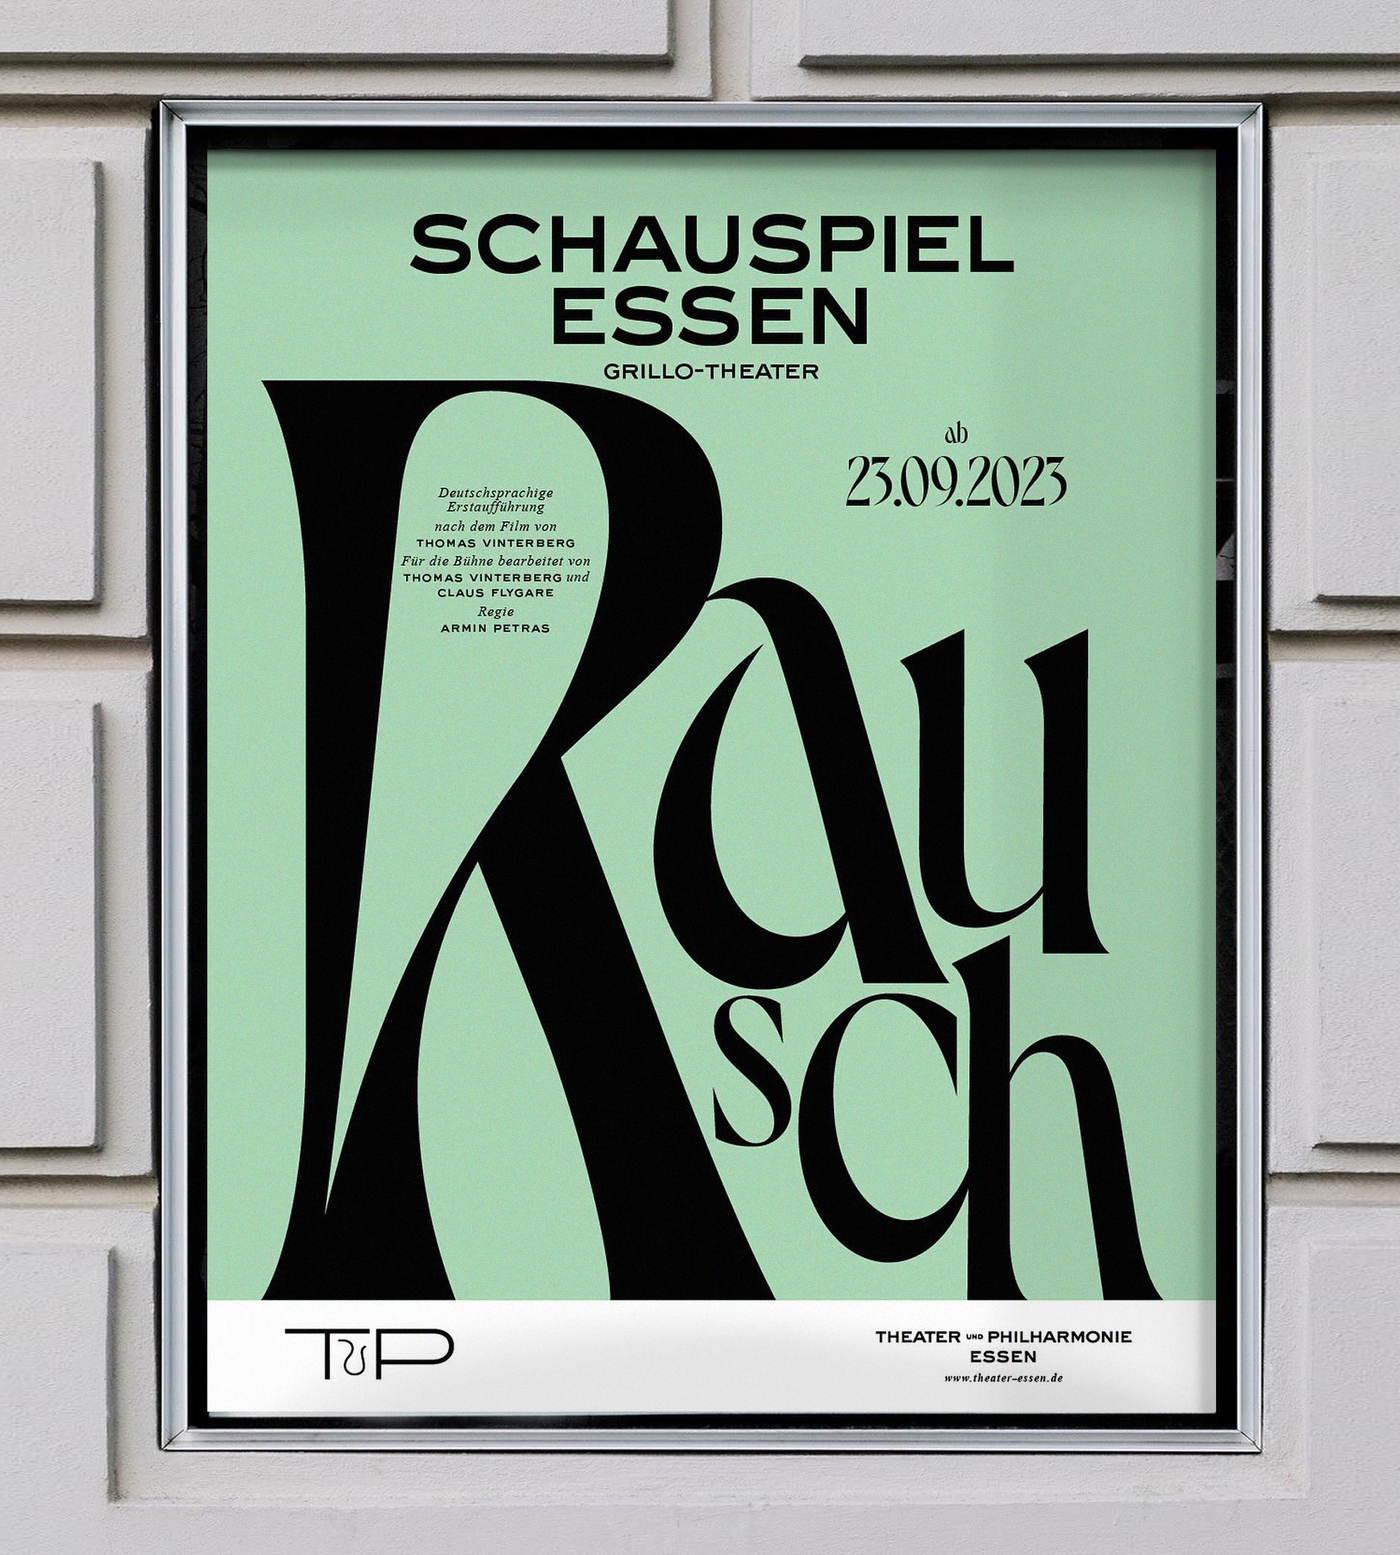 SCHAUSPIEL
ESSEN
GRILLO-THEATER
ab
23.09.2023
Deutschsprachige
Erstaufführung
nach dem Film von
THOMAS VINTERBERG
Für die Bühne bearbeitet von
THOMAS VINTERBERG und
CLAUS FLYGARE
Regie
ARMIN PETRAS
Rau
sch
TuP
THEATER UND PHILHARMONIE
ESSEN
www.theater-essen.de